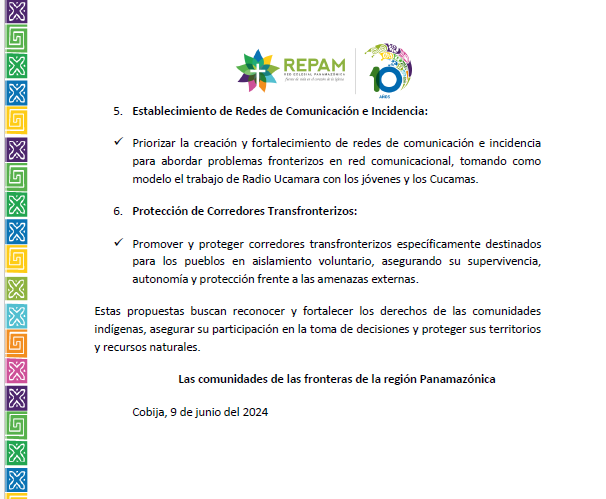 REPAM
RED ECLESIAL PANAMAZÓNICA
10
AÑOS
5. Establecimiento de Redes de Comunicación e Incidencia:
✓ Priorizar la creación y fortalecimiento de redes de comunicación e incidencia
para abordar problemas fronterizos en red comunicacional, tomando como
modelo el trabajo de Radio Ucamara con los jóvenes y los Cucamas.
6. Protección de Corredores Transfronterizos:
✓ Promover y proteger corredores transfronterizos específicamente destinados
para los pueblos en aislamiento voluntario, asegurando su supervivencia,
autonomía y protección frente a las amenazas externas.
Estas propuestas buscan reconocer y fortalecer los derechos de las comunidades
indígenas, asegurar su participación en la toma de decisiones y proteger sus territorios
y recursos naturales.
Las comunidades de las fronteras de la región Panamazónica
Cobija, 9 de junio del 2024